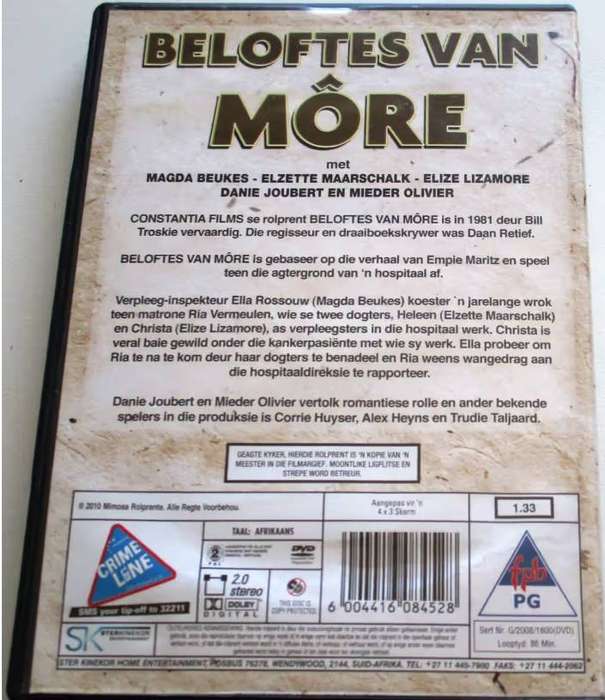 BELOFTES VAN
MÔRE
met
MAGDA BEUKES - ELZETTE MAARSCHALK - ELIZE LIZAMORE
DANIE JOUBERT EN MIEDER OLIVIER
CONSTANTIA FILMS se rolprent BELOFTES VAN MÔRE is in 1981 deur Bill
Troskie vervaardig. Die regisseur en draaiboekskrywer was Daan Retief.
BELOFTES VAN MÔRE is gebaseer op die verhaal van Empie Maritz en speel
teen die agtergrond van 'n hospitaal af.
Verpleeg-inspekteur Ella Rossouw (Magda Beukes) koester `n jarelange wrok
teen matrone Ria Vermeulen, wie se twee dogters, Heleen (Elzette Maarschalk)
en Christa (Elize Lizamore), as verpleegsters in die hospitaal werk. Christa is
veral baie gewild onder die kankerpasiënte met wie sy werk. Ella probeer om
Ria te na te kom deur haar dogters te benadeel en Ria weens wangedrag aan
die hospitaaldireksie te rapporteer.
Danie Joubert en Mieder Olivier vertolk romantiese rolle en ander bekende
spelers in die produksie is Corrie Huyser, Alex Heyns en Trudie Taljaard.
GEAGTE KYKER, HIERDIE ROLPRENT IS 'N KOPIE VAN 'N
MEESTER IN DIE FILMARGIEF. MOONTLIKE LIGFLITSE EN
STREPE WORD BETREUR.
© 2010 Mimosa Rolprente. Alle Regte Voorbehou.
Aangepas vir 'n
4 x 3 Skerm
1.33
CRIME
LINE
SMS your tip-off to 32211
TAAL: AFRIKAANS
2
PAL
DVD
2.0
stereo
DOLBY
DIGITAL
THIS DISC IS
COPY PROTECTED
6 004416 084528
fpb
PG
Sert Nr. G/2008/1600(DVD)
Looptyd: 86 Min.
SK STER KINEKOR
STER KINEKOR HOME ENTERTAINMENT, POSBUS 76278, WENDYWOOD, 2144, SUID-AFRIKA. TEL: +27 11 445-7900 FAKS: +27 11 444-2062